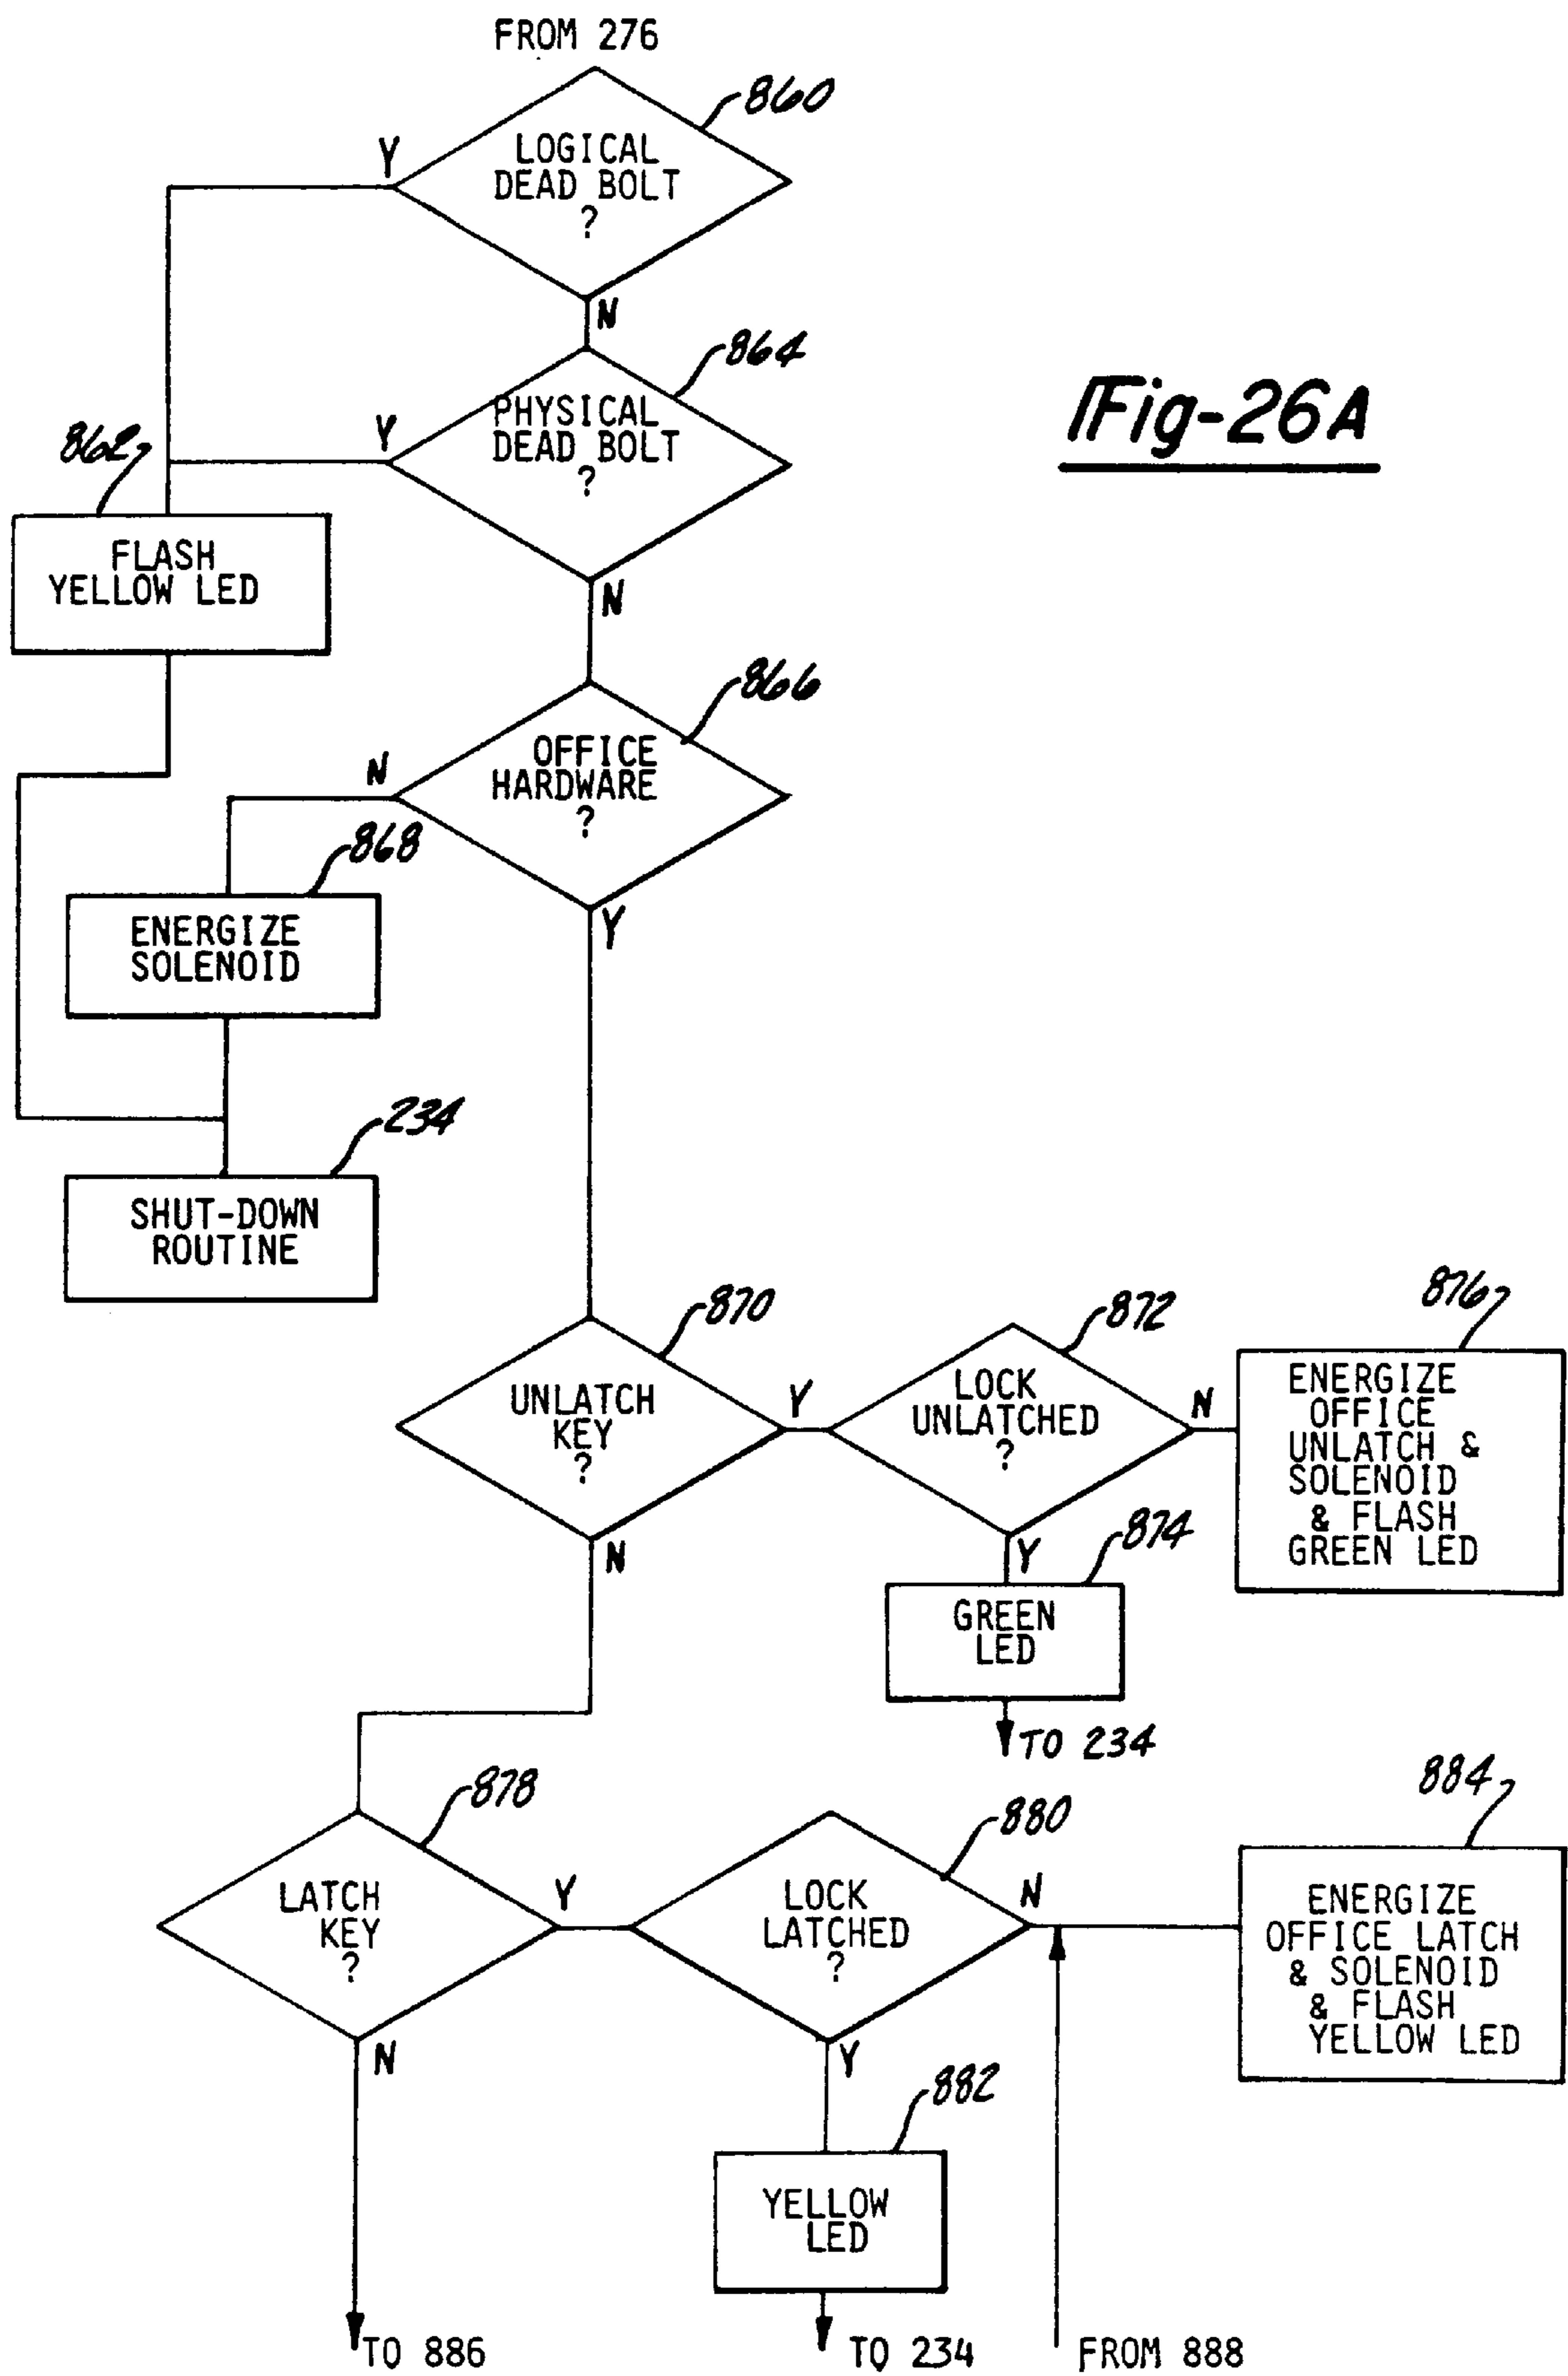 FROM 276
860
Y
LOGICAL
DEAD BOLT
?
N
864
Fig-26A
862
Y
PHYSICAL
DEAD BOLT
?
FLASH
YELLOW LED
N
866
N
OFFICE
HARDWARE
?
868
Y
ENERGIZE
SOLENOID
234
SHUT-DOWN
ROUTINE
870
872
876
UNLATCH
KEY
?
Y
LOCK
UNLATCHED
?
N
ENERGIZE
OFFICE
UNLATCH &
SOLENOID
& FLASH
GREEN LED
N
Y
874
GREEN
LED
TO 234
878
880
884
LATCH
KEY
?
Y
LOCK
LATCHED
?
N
ENERGIZE
OFFICE LATCH
& SOLENOID
& FLASH
YELLOW LED
N
Y
882
YELLOW
LED
TO 886
TO 234
FROM 888